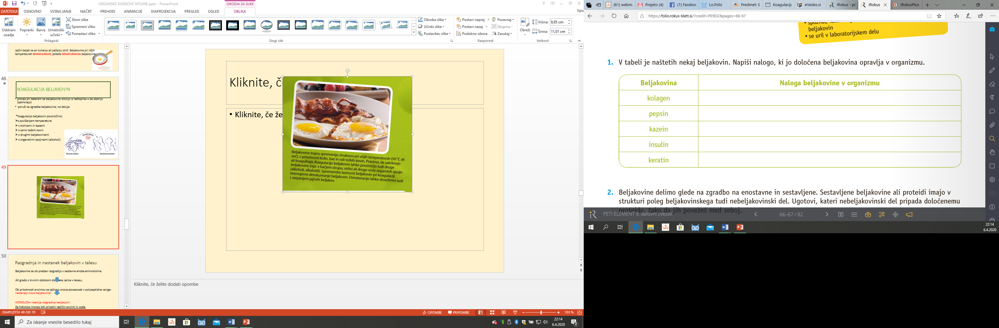 ORGANSKE DUŠIKOVE SPOJINE.pptx - PowerPoint
ORODJA ZA SLIKE
DATOTEKA OSNOVNO VSTAVLJANJE NAČRT PREHODI ANIMACIJE DIAPROJEKCIJA PREGLED OGLED OBLIKA
Vpis
Odstrani ozadje
Popravki
Barva
Umetniški učinki
Stisni slike
Spremeni sliko
Ponastavi sliko
Prilagodi
Slogi slik
Obroba slike
Učinki slike
Postavitev slike
Postavi naprej
Postavi nazaj
Podokno izbora
Poravnaj
Skupina
Zasukaj
Razporedi
Obreži
Višina: 9,85 cm
Širina: 11,01 cm
Velikost
Jajčni beljak se pri kuhanju ali pečenju strdi. Beljakovine pri višjih
temperaturah KOAGULIRAJO, poteče DENATURACIJA beljakovine.
48
KOAGULACIJA BELJAKOVIN
• proces pri katerem se beljakovine izločijo iz raztopine→ se oborijo
(zakrknejo)
• poruši se zgradba beljakovine; ne deluje
*Koagulacijo beljakovin povzročimo:
➢s povišanjem temperature
➢ s kislinami in bazami
➢ s solmi težkih kovin
➢ z drugimi beljakovinami
➢ z organskimi spojinami (alkoholi)
Denaturation
Normal protein
Denatured protein
49
50
Razgradnja in nastanek beljakovin v telesu
Beljakovine se ob prebavi razgradijo v sestavne enote-aminokisline.
AK gredo s krvnim obtokom do vsake celice v telesu.
Ob prisotnosti encimov se začnejo znova povezovati v polipeptidne verige-
nastanejo nove beljakovine!
HIDROLIZA= reakcija razgradnje beljakovin
Za hidrolizo morajo biti prisotni različni encimi in voda.
Kliknite, č
• Kliknite, če že
Beljakovine trajno spremenijo strukturo pri višjih temperaturah (50 °C ali
več), v prisotnosti kislin, baz in soli težkih kovin. Pravimo, da zakrknejo
ali koagulirajo. Koagulacijo beljakovin lahko povzročijo tudi druge
beljakovine (npr. v kačjem strupu, sirilo) ali druge vrste organskih spojin
(alkoholi, alkaloidi). Spremembo lastnosti beljakovin pri koagulaciji
imenujemo denaturiranje beljakovin. Denaturacijo lahko dosežemo tudi
s stepanjem jajčnih beljakov.
Kliknite, če želite dodati opombe
DIAPOZITIV 49 OD 70
OPOMBE PRIPOMBE 103 %
Za iskanje vnesite besedilo tukaj
22:14
6.4.2020
2
(61) webma Prejeto (4) (1) Faceboo Lo.Polis Predmet: S Koagulacija eVedez.si iRokus - po iRokus iRokusPlus
https://folio.rokus-klett.si/?credit=PE9DZ&pages=66-67
beljakovin
• se uril v laboratorijskem delu
1. V tabeli je naštetih nekaj beljakovin. Napiši nalogo, ki jo določena beljakovina opravlja v organizmu.
Beljakovina Naloga beljakovine v organizmu
kolagen
pepsin
kazein
insulin
keratin
2. Beljakovine delimo glede na zgradbo na enostavne in sestavljene. Sestavljene beljakovine ali proteidi imajo v
strukturi poleg beljakovinskega tudi nebeljakovinski del. Ugotovi, kateri nebeljakovinski del pripada določenemu
proteidu, tako da jih povežeš med seboj.
PETI ELEMENT 9, delovni zvezek
66–67 / 82
22:14
6.4.2020